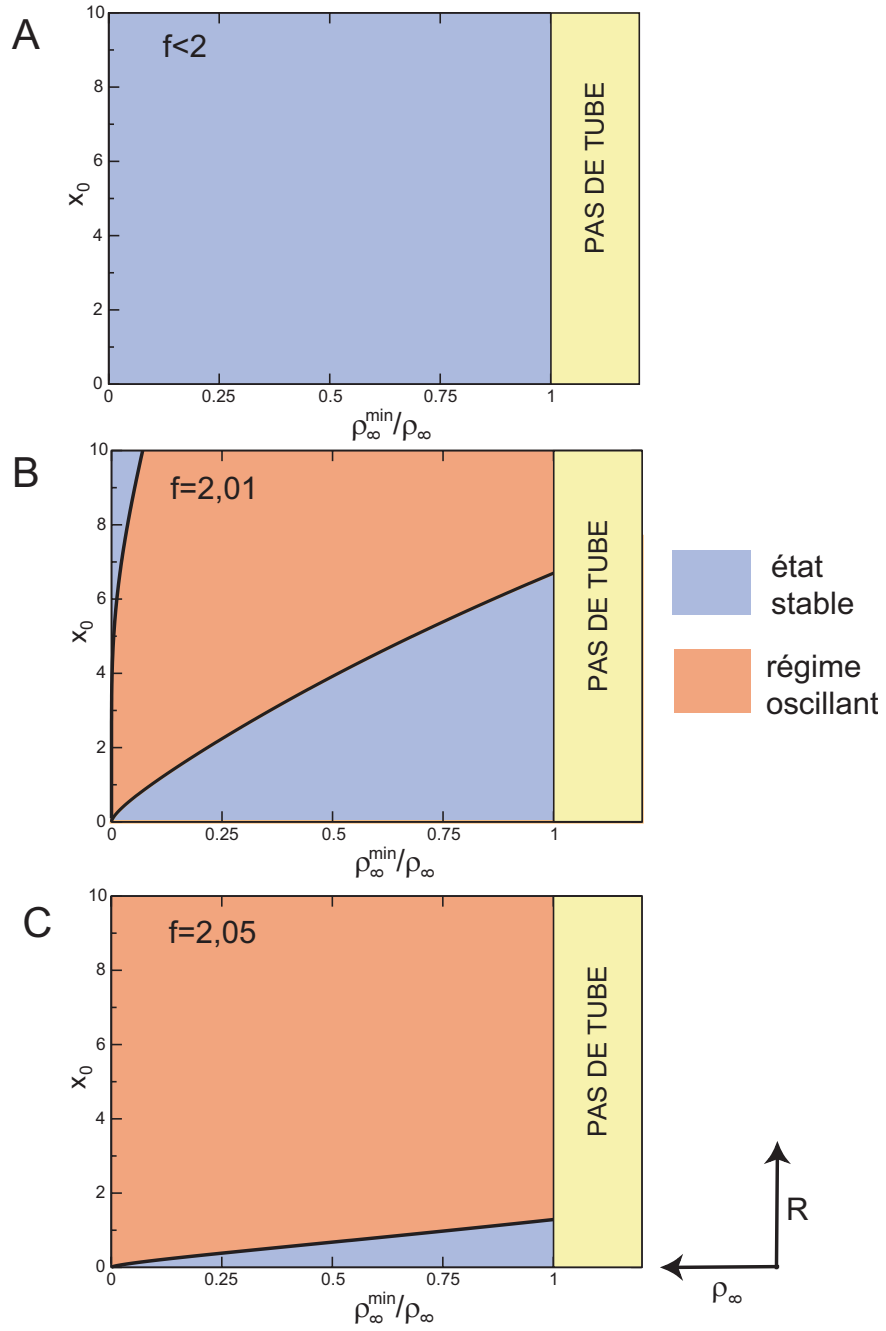 A
f<2
10
8
6
4
2
0
x₀
PAS DE TUBE
0
0.25
0.5
0.75
1
ρ∞^min/ρ∞
B
f=2,01
10
8
6
4
2
0
x₀
PAS DE TUBE
0
0.25
0.5
0.75
1
ρ∞^min/ρ∞
état
stable
régime
oscillant
C
f=2,05
10
8
6
4
2
0
x₀
PAS DE TUBE
0
0.25
0.5
0.75
1
ρ∞^min/ρ∞
R
ρ∞